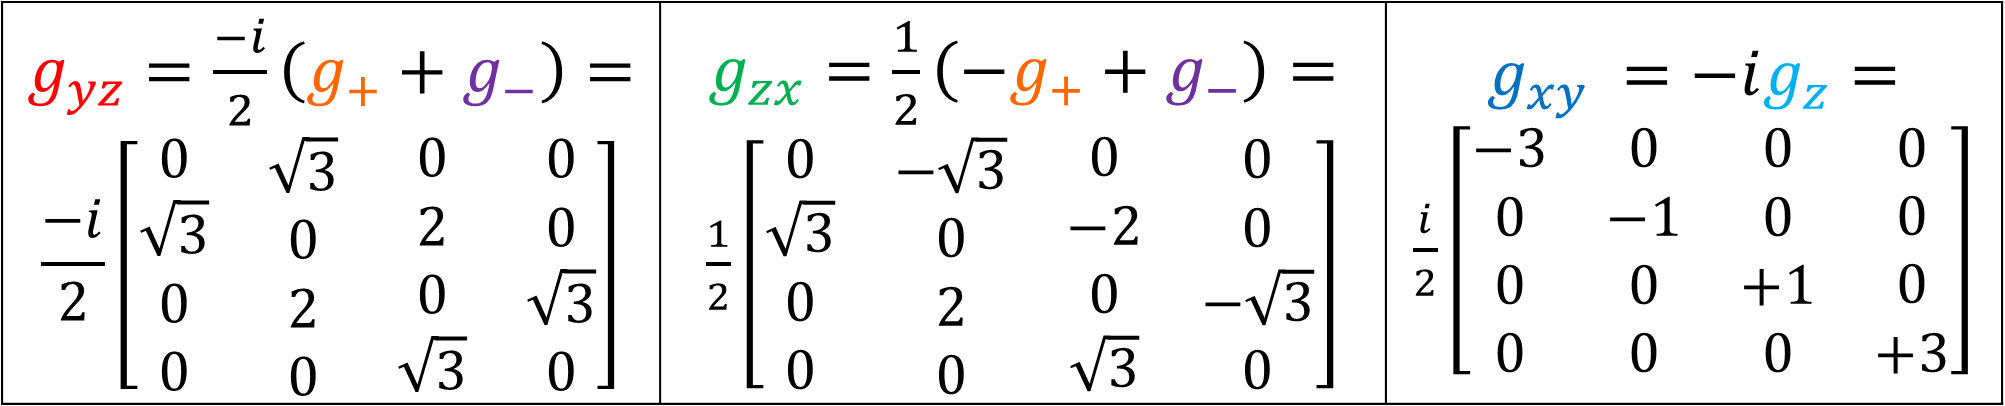 g_yz = −i/2 (g_+ + g_−) =
−i/2 [0 √3 0 0
√3 0 2 0
0 2 0 √3
0 0 √3 0]
g_zx = 1/2 (−g_+ + g_−) =
1/2 [0 −√3 0 0
√3 0 −2 0
0 2 0 −√3
0 0 √3 0]
g_xy = −ig_z =
i/2 [−3 0 0 0
0 −1 0 0
0 0 +1 0
0 0 0 +3]